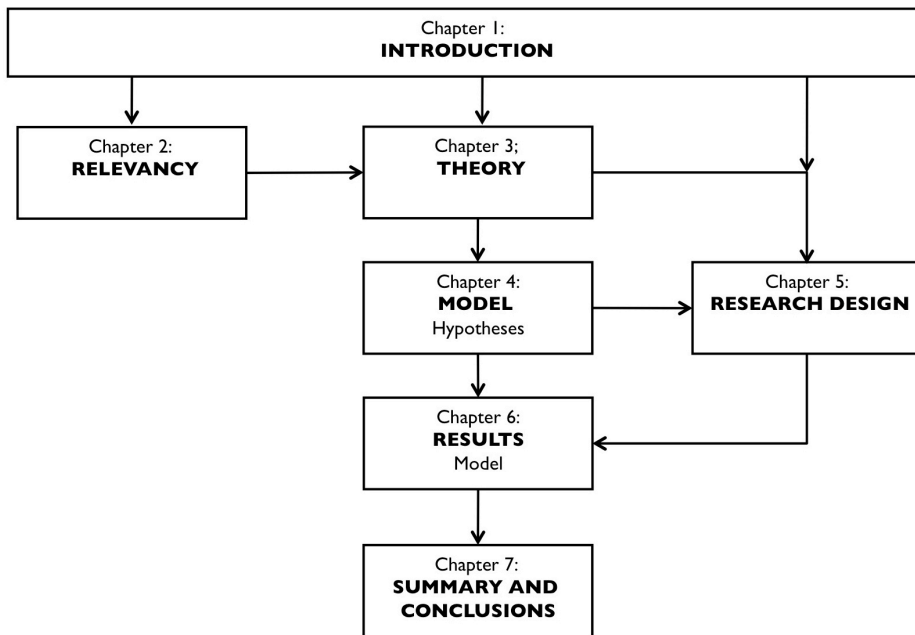 Chapter 1:
INTRODUCTION
Chapter 2:
RELEVANCY
Chapter 3;
THEORY
Chapter 4:
MODEL
Hypotheses
Chapter 5:
RESEARCH DESIGN
Chapter 6:
RESULTS
Model
Chapter 7:
SUMMARY AND
CONCLUSIONS